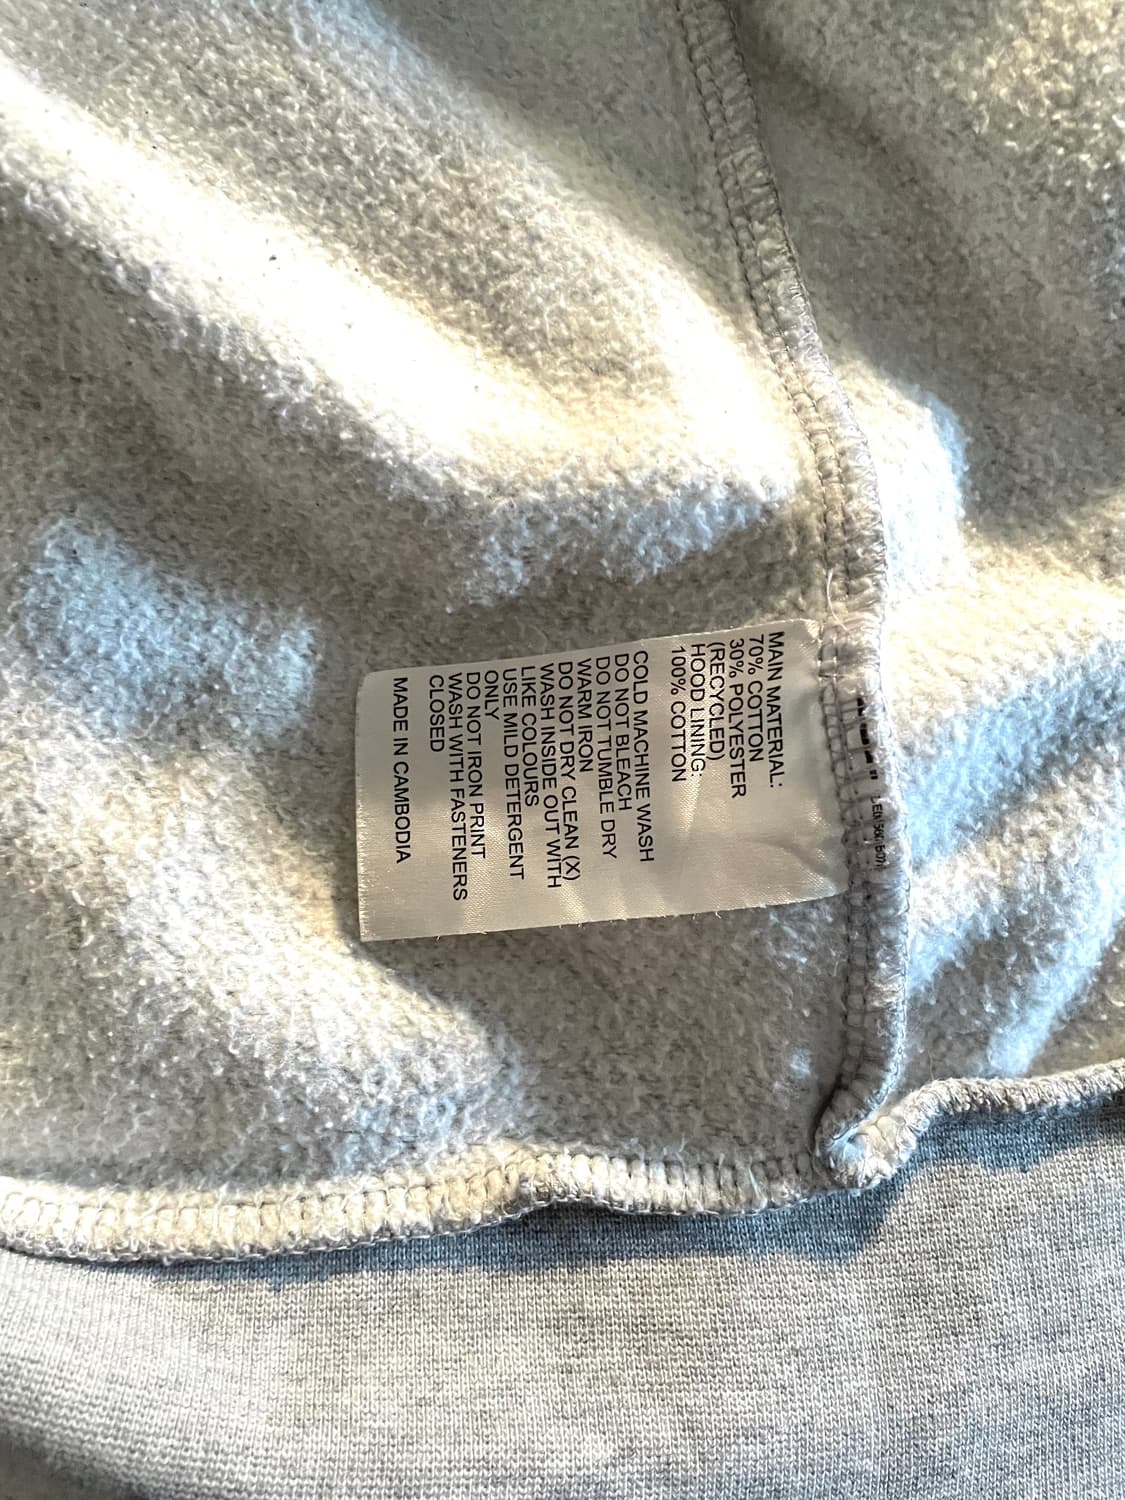 MAIN MATERIAL:
70% COTTON
30% POLYESTER
(RECYCLED)
HOOD LINING:
100% COTTON
COLD MACHINE WASH
DO NOT BLEACH
DO NOT TUMBLE DRY
WARM IRON
DO NOT DRY CLEAN (X)
WASH INSIDE OUT WITH
LIKE COLOURS
USE MILD DETERGENT
ONLY
DO NOT IRON PRINT
WASH WITH FASTENERS
CLOSED
MADE IN CAMBODIA